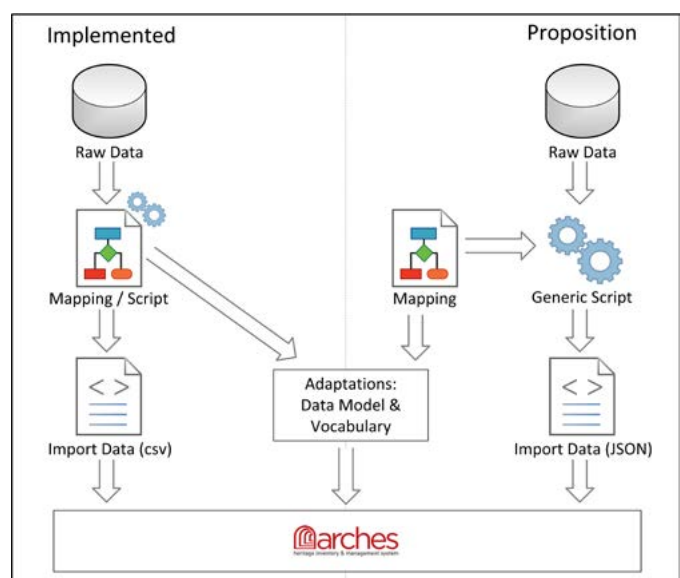 Implemented
Proposition
Raw Data
Raw Data
Mapping / Script
Mapping
Generic Script
< >
< >
Adaptations:
Data Model &
Vocabulary
Import Data (csv)
Import Data (JSON)
arches
heritage inventory & management system